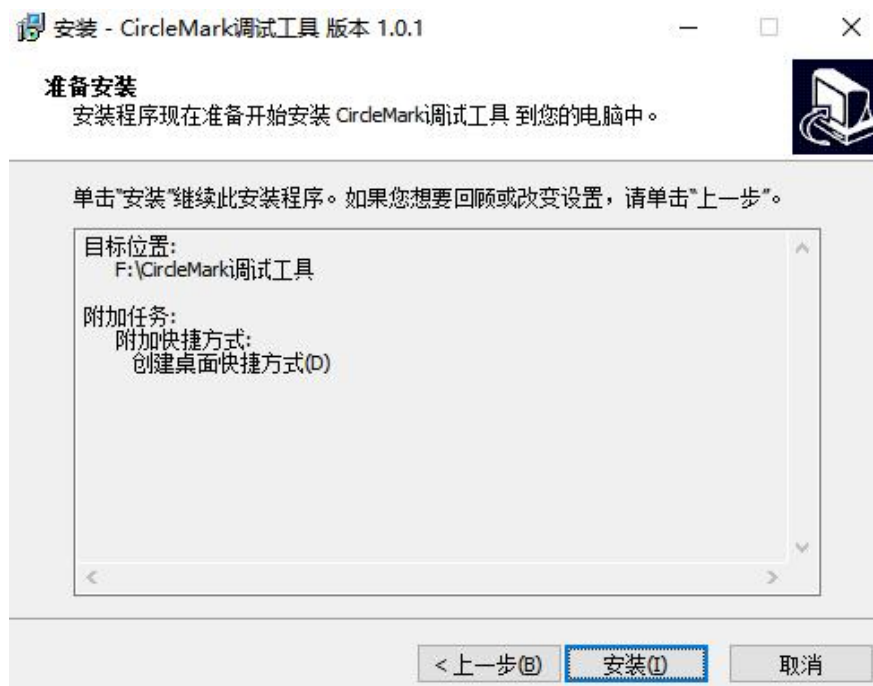 安装 - CircleMark调试工具 版本 1.0.1
准备安装
安装程序现在准备开始安装 CircleMark调试工具 到您的电脑中。
单击"安装"继续此安装程序。如果您想要回顾或改变设置，请单击"上一步"。
目标位置:
F:\CircleMark调试工具
附加任务:
附加快捷方式:
创建桌面快捷方式(D)
< 上一步(B) 安装(I) 取消